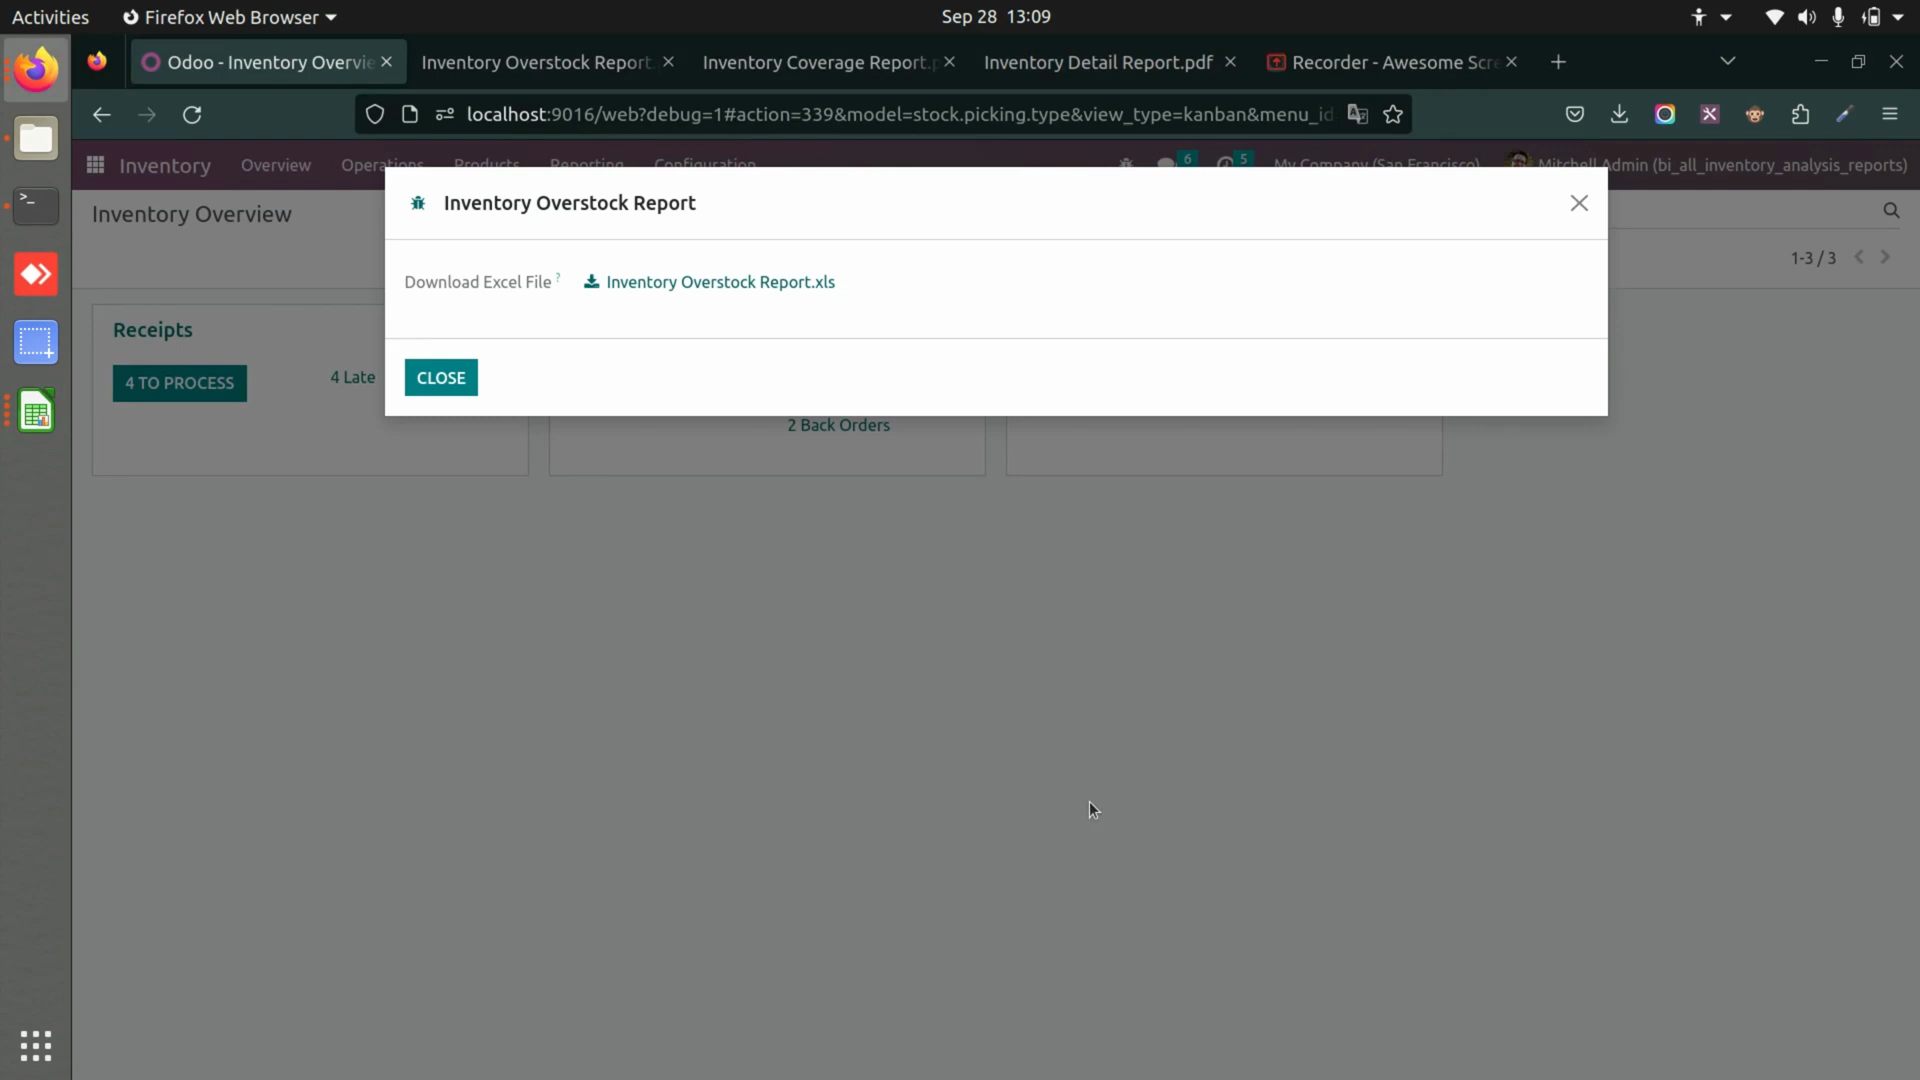 Activities Firefox Web Browser Sep 28 13:09
Odoo - Inventory Overvie Inventory Overstock Report Inventory Coverage Report.p Inventory Detail Report.pdf Recorder - Awesome Scre
localhost:9016/web?debug=1#action=339&model=stock.picking.type&view_type=kanban&menu_id
Inventory Overview Operations Products Reporting Configuration 6 5 My Company (San Francisco) Mitchell Admin (bi_all_inventory_analysis_reports)
Inventory Overstock Report
Inventory Overview
1-3 / 3
Download Excel File ? Inventory Overstock Report.xls
Receipts
4 TO PROCESS 4 Late
CLOSE
2 Back Orders